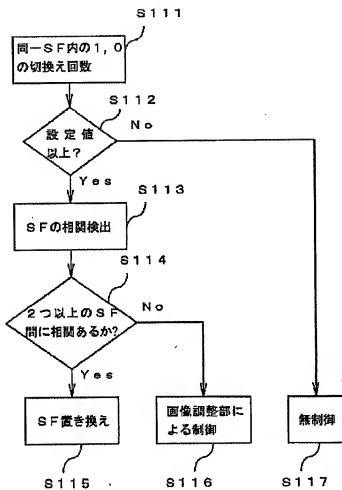 S111
同一SF内の1,0
の切換え回数
S112
設定値
以上?
No
Yes
S113
SFの相関検出
S114
2つ以上のSF
間に相関あるか?
No
Yes
SF置き換え
画像調整部
による制御
無制御
S115
S116
S117